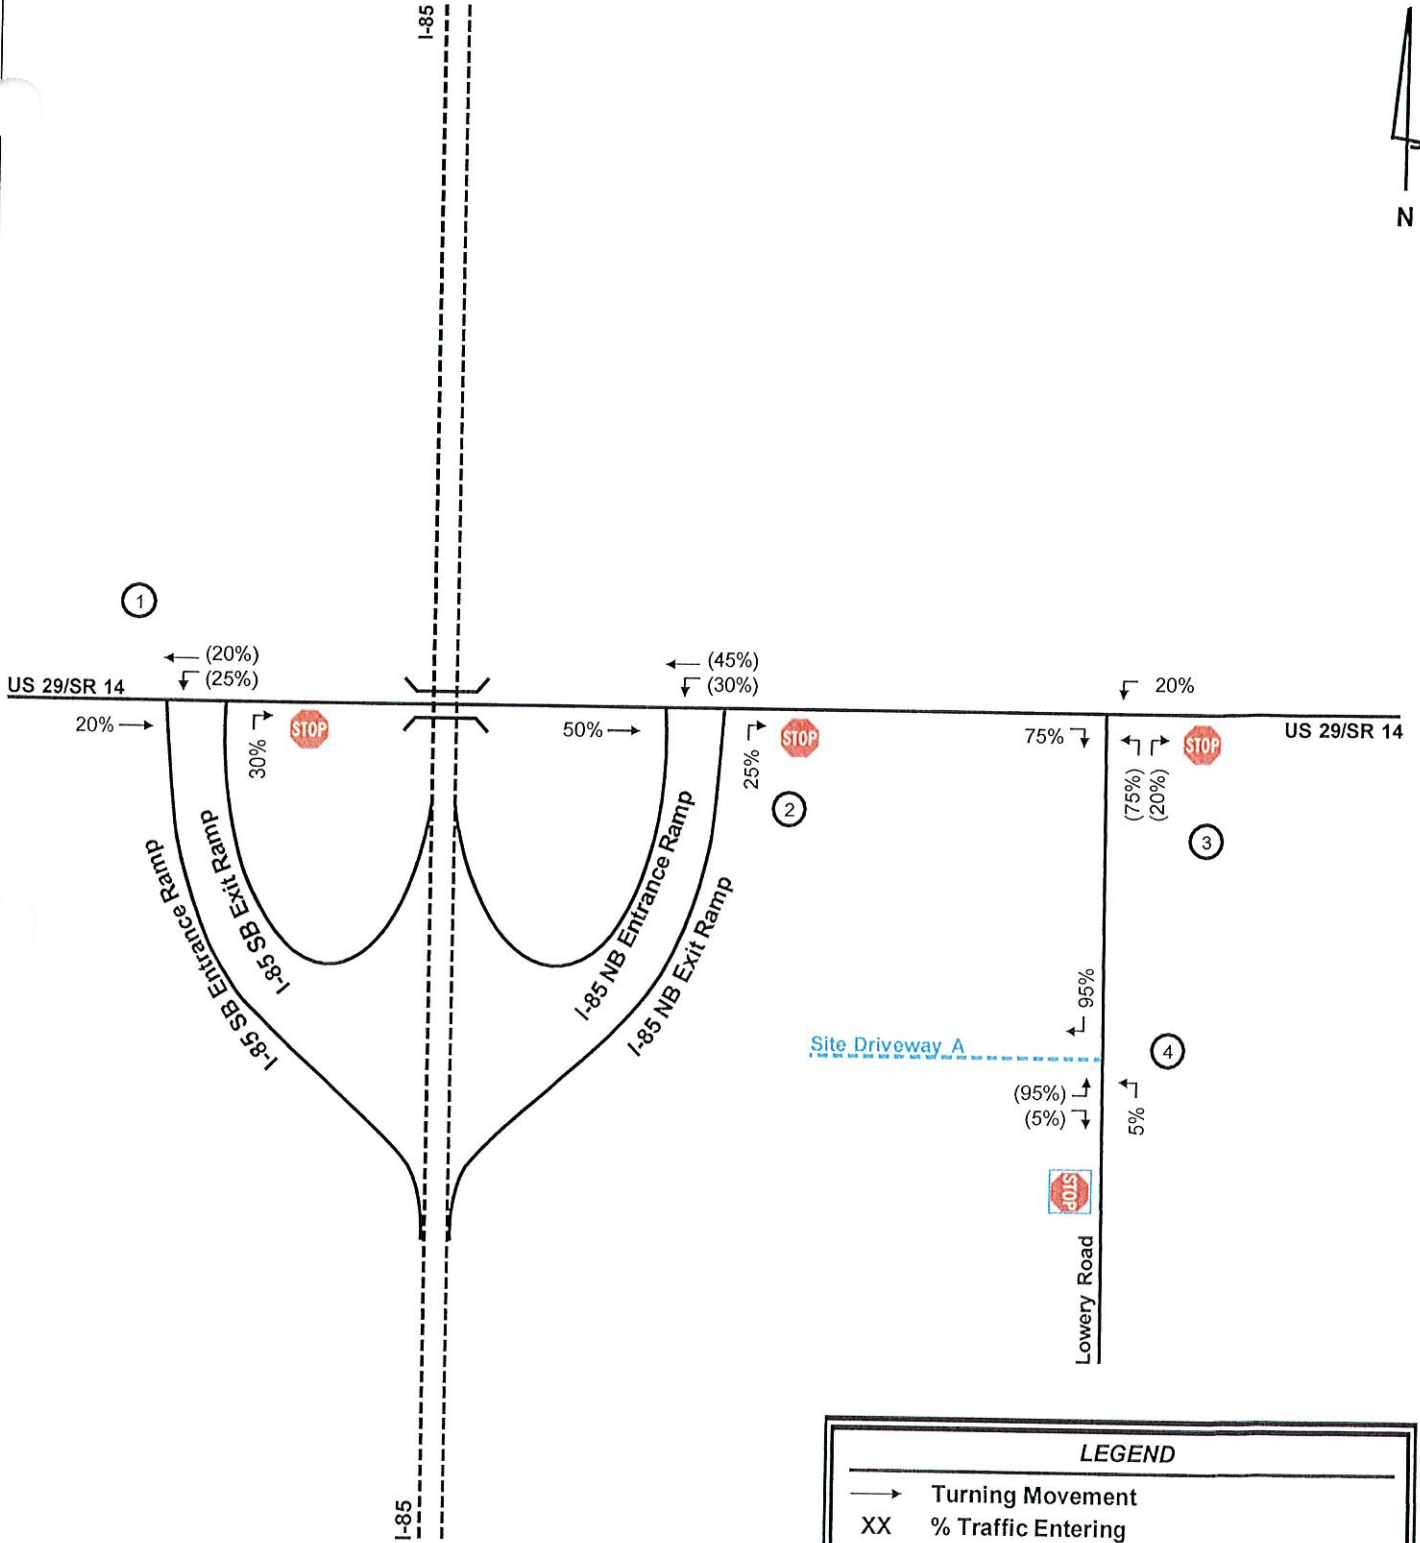 I-85
N
1
(20%)
(25%)
US 29/SR 14
20%
30%
STOP
(45%)
(30%)
50%
25%
STOP
2
20%
75%
(75%)
(20%)
STOP
US 29/SR 14
3
I-85 SB Entrance Ramp
I-85 SB Exit Ramp
I-85 NB Entrance Ramp
I-85 NB Exit Ramp
95%
Site Driveway A
4
(95%)
(5%)
5%
STOP
Lowery Road
I-85
LEGEND
Turning Movement
XX % Traffic Entering